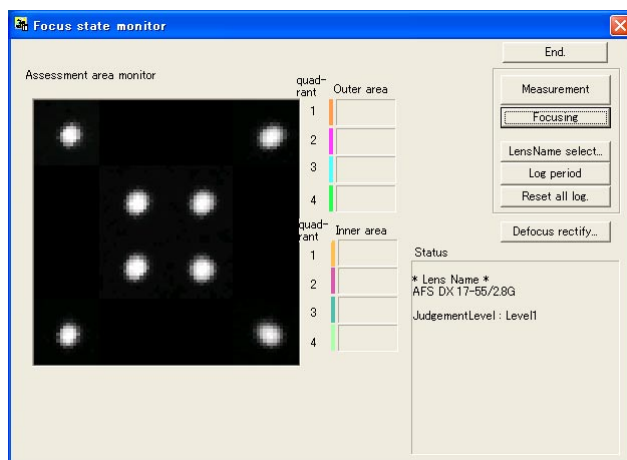 Focus state monitor
End.
Assessment area monitor
quad-
rant
Outer area
1
2
3
4
quad-
rant
Inner area
1
2
3
4
Measurement
Focusing
LensName select...
Log period
Reset all log.
Defocus rectify...
Status
* Lens Name *
AFS DX 17-55/2.8G
JudgementLevel : Level1